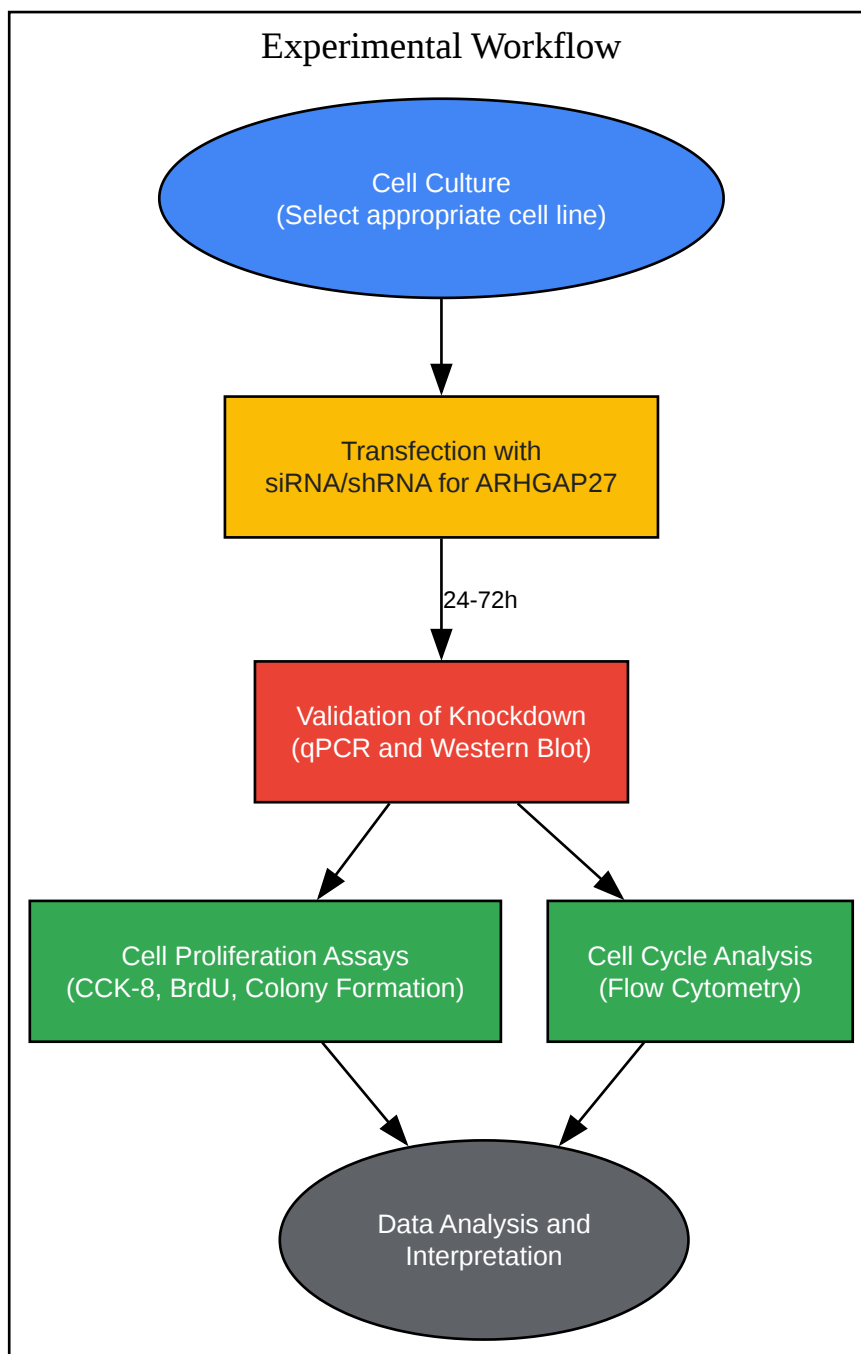 Experimental Workflow
Cell Culture
(Select appropriate cell line)
Transfection with
siRNA/shRNA for ARHGAP27
24-72h
Validation of Knockdown
(qPCR and Western Blot)
Cell Proliferation Assays
(CCK-8, BrdU, Colony Formation)
Cell Cycle Analysis
(Flow Cytometry)
Data Analysis and
Interpretation